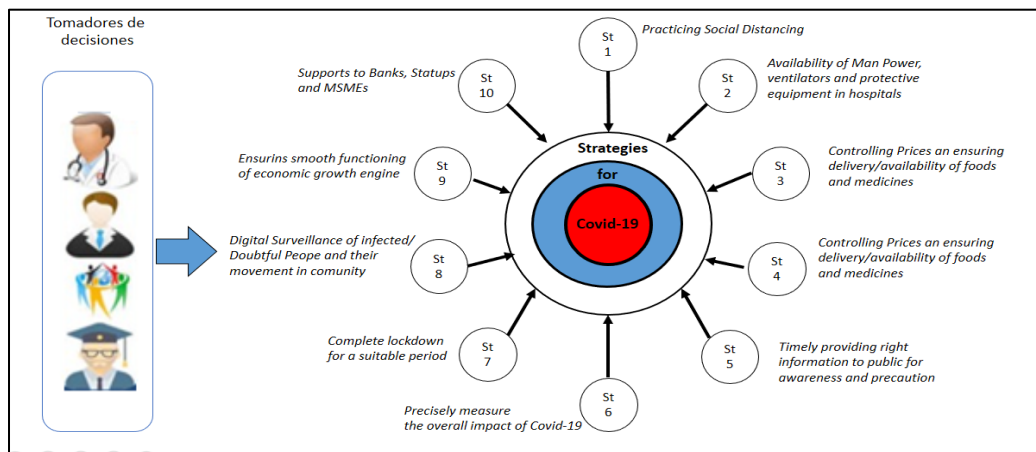 Tomadores de
decisiones
St
1
Practicing Social Distancing
St
2
Availability of Man Power,
ventilators and protective
equipment in hospitals
St
3
Controlling Prices an ensuring
delivery/availability of foods
and medicines
St
4
Controlling Prices an ensuring
delivery/availability of foods
and medicines
St
5
Timely providing right
information to public for
awareness and precaution
St
6
Precisely measure
the overall impact of Covid-19
St
7
Complete lockdown
for a suitable period
St
8
Digital Surveillance of infected/
Doubtful Peope and their
movement in comunity
St
9
Ensurins smooth functioning
of economic growth engine
St
10
Supports to Banks, Statups
and MSMEs
Strategies
for
Covid-19